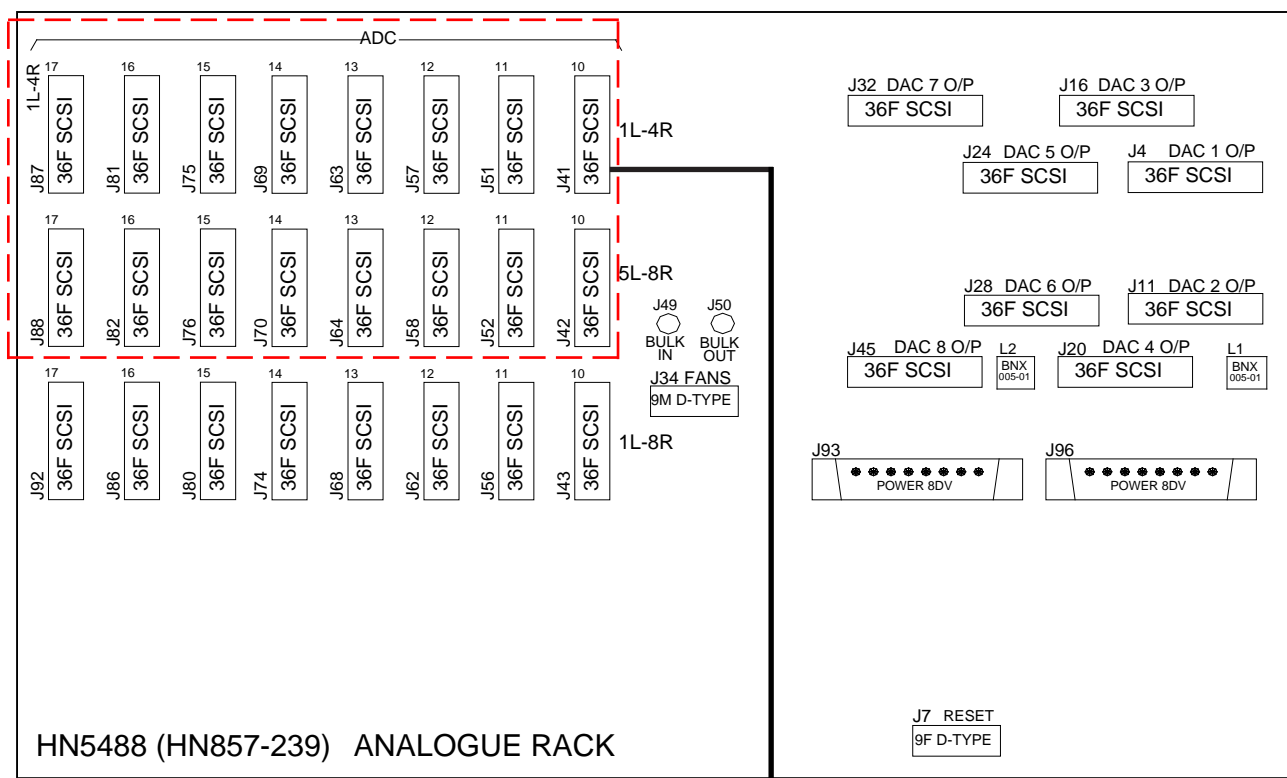 ADC
1L-4R
17 16 15 14 13 12 11 10
J87 36F SCSI J81 36F SCSI J75 36F SCSI J69 36F SCSI J63 36F SCSI J57 36F SCSI J51 36F SCSI J41 36F SCSI
1L-4R
17 16 15 14 13 12 11 10
J88 36F SCSI J82 36F SCSI J76 36F SCSI J70 36F SCSI J64 36F SCSI J58 36F SCSI J52 36F SCSI J42 36F SCSI
5L-8R
17 16 15 14 13 12 11 10
J92 36F SCSI J86 36F SCSI J80 36F SCSI J74 36F SCSI J68 36F SCSI J62 36F SCSI J56 36F SCSI J43 36F SCSI
1L-8R
J49 J50
BULK IN
BULK OUT
J34 FANS
9M D-TYPE
J32 DAC 7 O/P
36F SCSI
J16 DAC 3 O/P
36F SCSI
J24 DAC 5 O/P
36F SCSI
J4 DAC 1 O/P
36F SCSI
J28 DAC 6 O/P
36F SCSI
J11 DAC 2 O/P
36F SCSI
J45 DAC 8 O/P
36F SCSI
L2
BNX
005-01
J20 DAC 4 O/P
36F SCSI
L1
BNX
005-01
J93
POWER 8DV
J96
POWER 8DV
J7 RESET
9F D-TYPE
HN5488 (HN857-239) ANALOGUE RACK